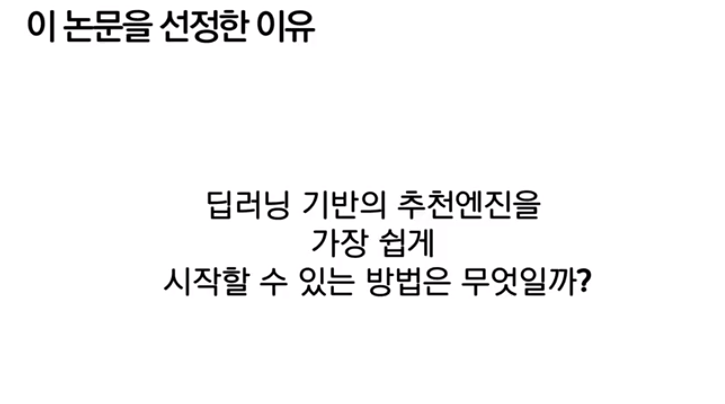 이 논문을 선정한 이유
딥러닝 기반의 추천엔진을
가장 쉽게
시작할 수 있는 방법은 무엇일까?